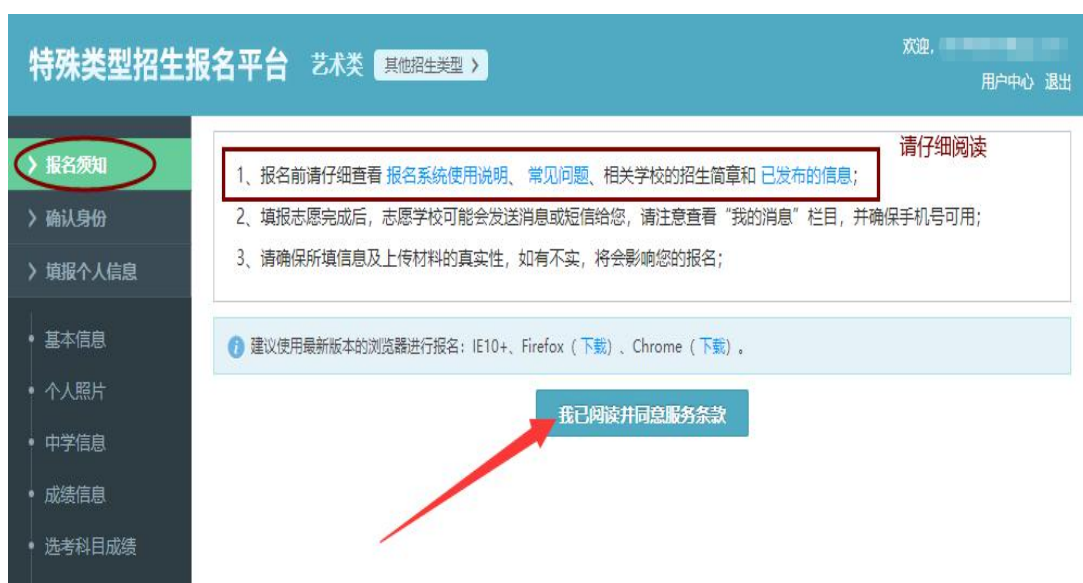 特殊类型招生报名平台 艺术类 其他招生类型 >
欢迎,
用户中心 退出
> 报名须知
> 确认身份
> 填报个人信息
• 基本信息
• 个人照片
• 中学信息
• 成绩信息
• 选考科目成绩
请仔细阅读
1、报名前请仔细查看 报名系统使用说明、 常见问题、相关学校的招生简章和 已发布的信息；
2、填报志愿完成后，志愿学校可能会发送消息或短信给您，请注意查看“我的消息”栏目，并确保手机号可用；
3、请确保所填信息及上传材料的真实性，如有不实，将会影响您的报名；
建议使用最新版本的浏览器进行报名：IE10+、Firefox（下载）、Chrome（下载）。
我已阅读并同意服务条款